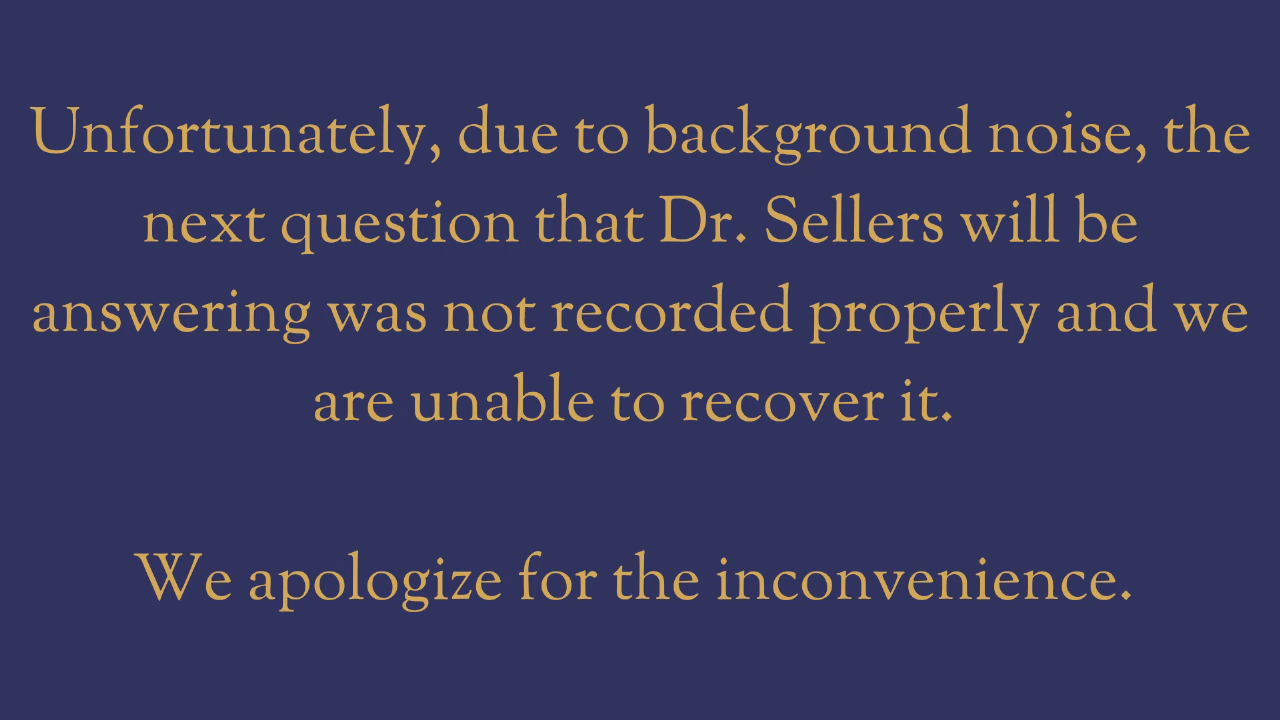 Unfortunately, due to background noise, the
next question that Dr. Sellers will be
answering was not recorded properly and we
are unable to recover it.
We apologize for the inconvenience.